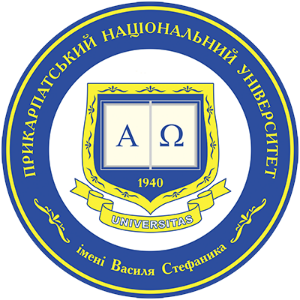 ПРИКАРПАТСЬКИЙ НАЦІОНАЛЬНИЙ УНІВЕРСИТЕТ
Α Ω
1940
UNIVERSITAS
імені Василя Стефаника